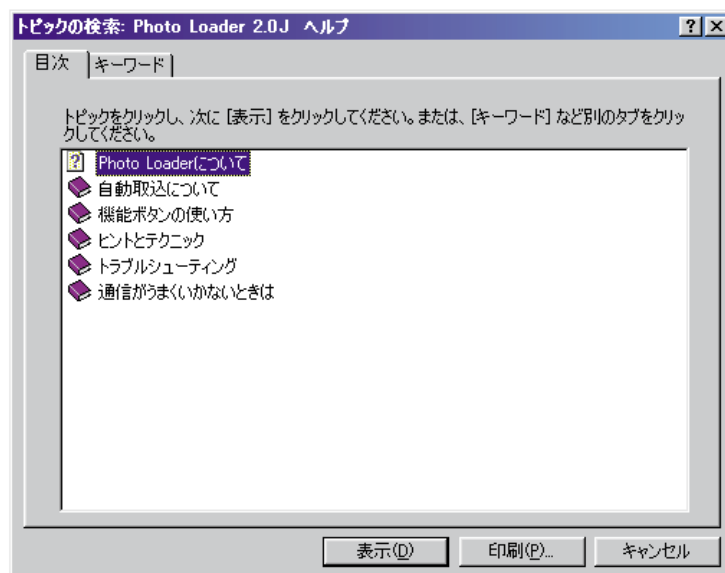 トピックの検索: Photo Loader 2.0J ヘルプ
目次
キーワード
トピックをクリックし、次に [表示] をクリックしてください。または、[キーワード] など別のタブをクリッ
クしてください。
Photo Loaderについて
自動取込について
機能ボタンの使い方
ヒントとテクニック
トラブルシューティング
通信がうまくいかないときは
表示(D)
印刷(P)...
キャンセル